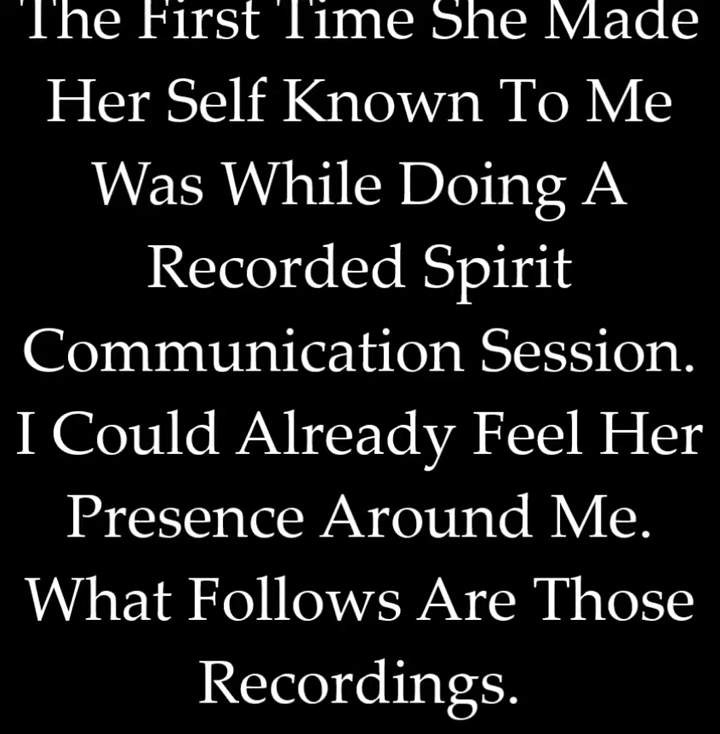 The First Time She Made
Her Self Known To Me
Was While Doing A
Recorded Spirit
Communication Session.
I Could Already Feel Her
Presence Around Me.
What Follows Are Those
Recordings.